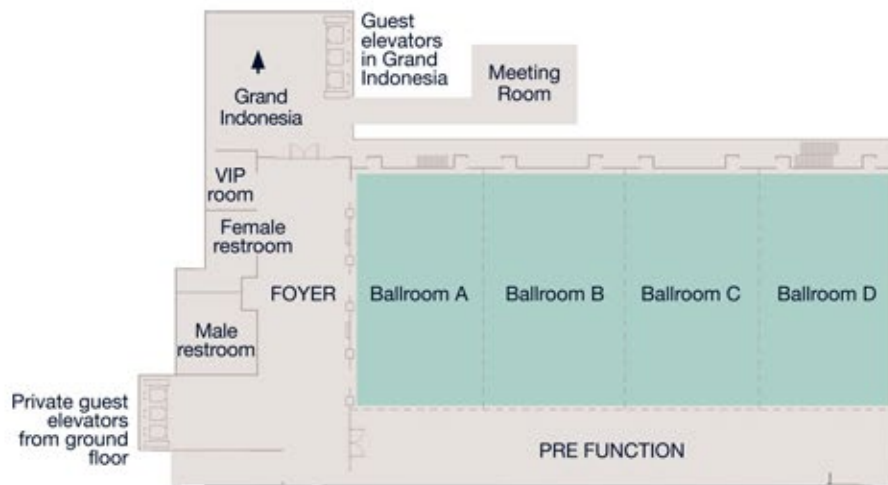 Guest
elevators
in Grand
Indonesia
Meeting
Room
Grand
Indonesia
VIP
room
Female
restroom
FOYER
Ballroom A
Ballroom B
Ballroom C
Ballroom D
Male
restroom
Private guest
elevators
from ground
floor
PRE FUNCTION